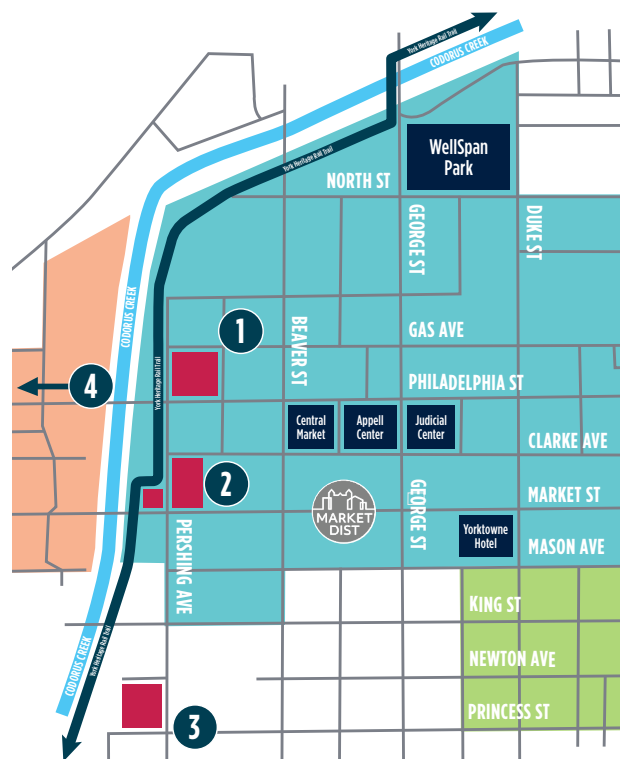 York Heritage Rail Trail
CODORUS CREEK
WellSpan
Park
York Heritage Rail Trail
NORTH ST
GEORGE ST
DUKE ST
CODORUS CREEK
1
BEAVER ST
GAS AVE
4
York Heritage Rail Trail
PHILADELPHIA ST
Central
Market
Appell
Center
Judicial
Center
CLARKE AVE
2
MARKET ST
MARKET
DIST
GEORGE ST
PERSHING AVE
Yorktowne
Hotel
MASON AVE
KING ST
CODORUS CREEK
York Heritage Rail Trail
NEWTON AVE
PRINCESS ST
3